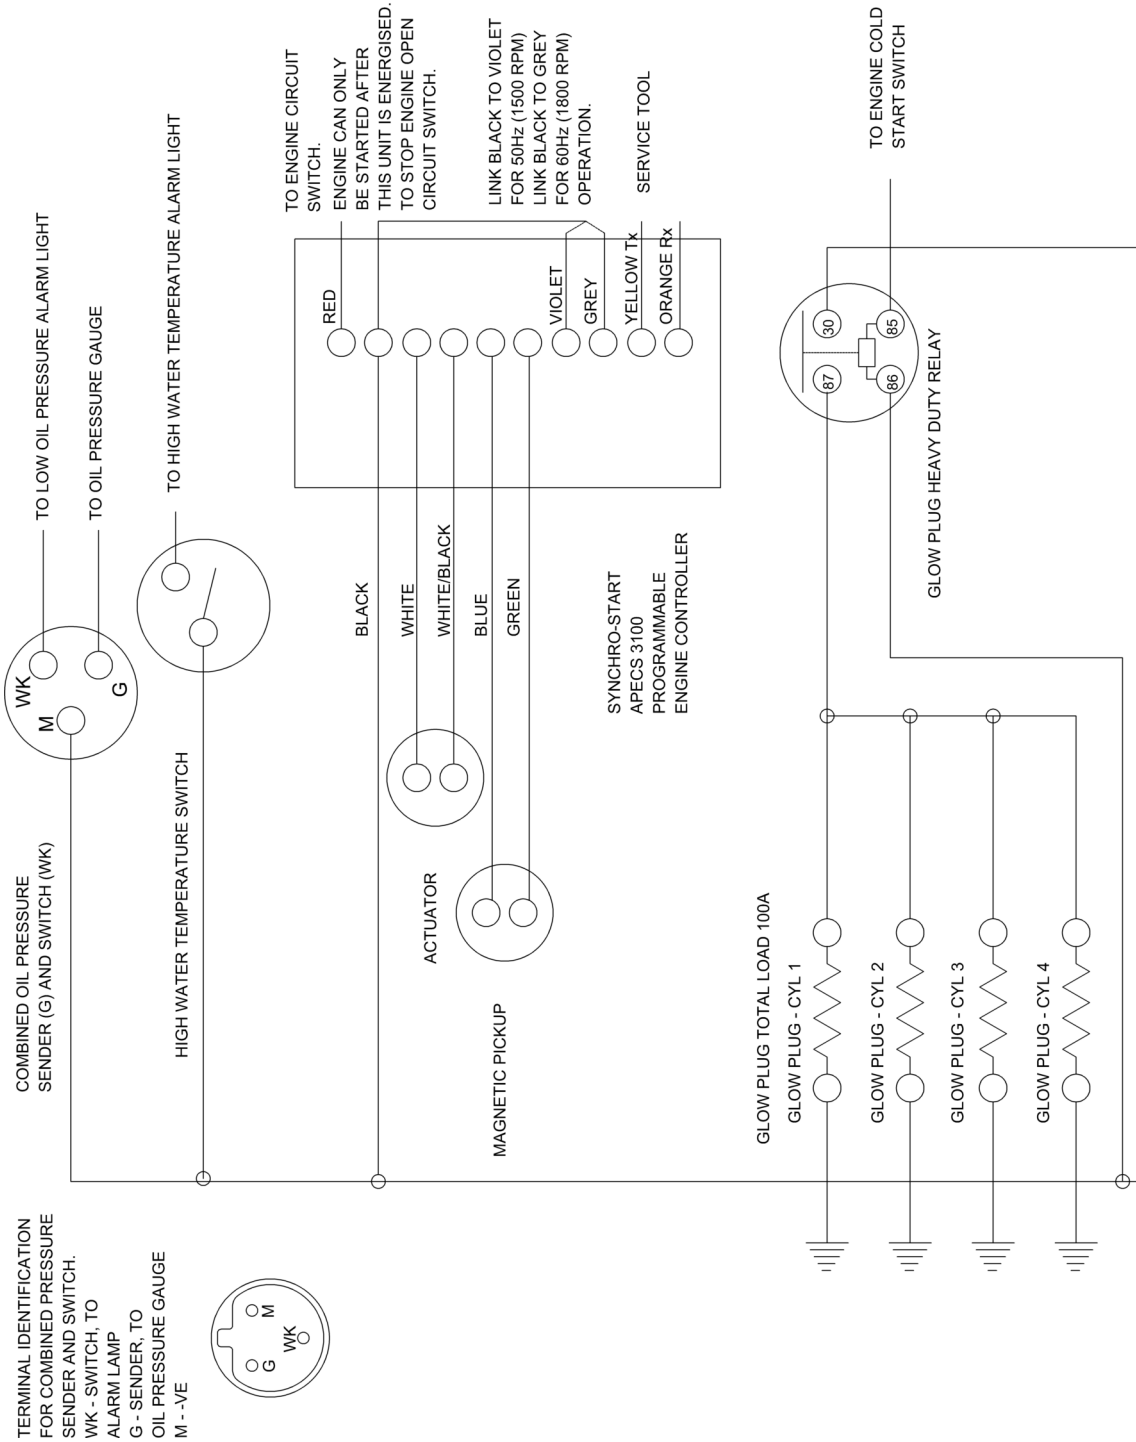 TERMINAL IDENTIFICATION
FOR COMBINED PRESSURE
SENDER AND SWITCH.
WK - SWITCH, TO
ALARM LAMP
G - SENDER, TO
OIL PRESSURE GAUGE
M - -VE
G
M
WK
COMBINED OIL PRESSURE
SENDER (G) AND SWITCH (WK)
M
WK
G
TO LOW OIL PRESSURE ALARM LIGHT
TO OIL PRESSURE GAUGE
HIGH WATER TEMPERATURE SWITCH
TO HIGH WATER TEMPERATURE ALARM LIGHT
TO ENGINE CIRCUIT
SWITCH.
ENGINE CAN ONLY
BE STARTED AFTER
THIS UNIT IS ENERGISED.
TO STOP ENGINE OPEN
CIRCUIT SWITCH.
LINK BLACK TO VIOLET
FOR 50Hz (1500 RPM)
LINK BLACK TO GREY
FOR 60Hz (1800 RPM)
OPERATION.
SERVICE TOOL
RED
VIOLET
GREY
YELLOW Tx
ORANGE Rx
BLACK
WHITE
WHITE/BLACK
BLUE
GREEN
ACTUATOR
MAGNETIC PICKUP
SYNCHRO-START
APECS 3100
PROGRAMMABLE
ENGINE CONTROLLER
GLOW PLUG TOTAL LOAD 100A
GLOW PLUG - CYL 1
GLOW PLUG - CYL 2
GLOW PLUG - CYL 3
GLOW PLUG - CYL 4
87
30
86
85
GLOW PLUG HEAVY DUTY RELAY
TO ENGINE COLD
START SWITCH